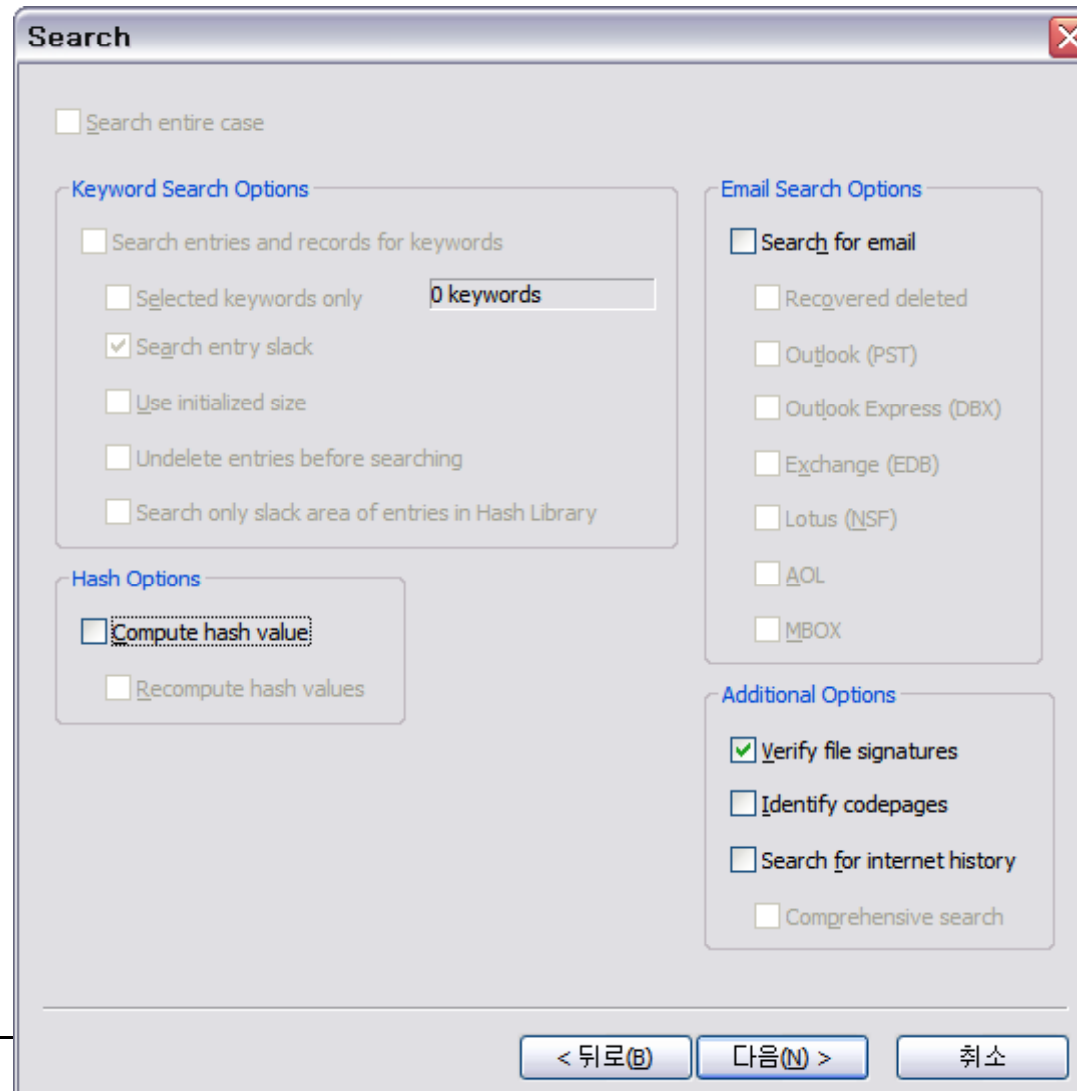 Search
Search entire case
Keyword Search Options
Search entries and records for keywords
Selected keywords only
0 keywords
Search entry slack
Use initialized size
Undelete entries before searching
Search only slack area of entries in Hash Library
Hash Options
Compute hash value
Recompute hash values
Email Search Options
Search for email
Recovered deleted
Outlook (PST)
Outlook Express (DBX)
Exchange (EDB)
Lotus (NSF)
AOL
MBOX
Additional Options
Verify file signatures
Identify codepages
Search for internet history
Comprehensive search
< 뒤로(B)
다음(N) >
취소